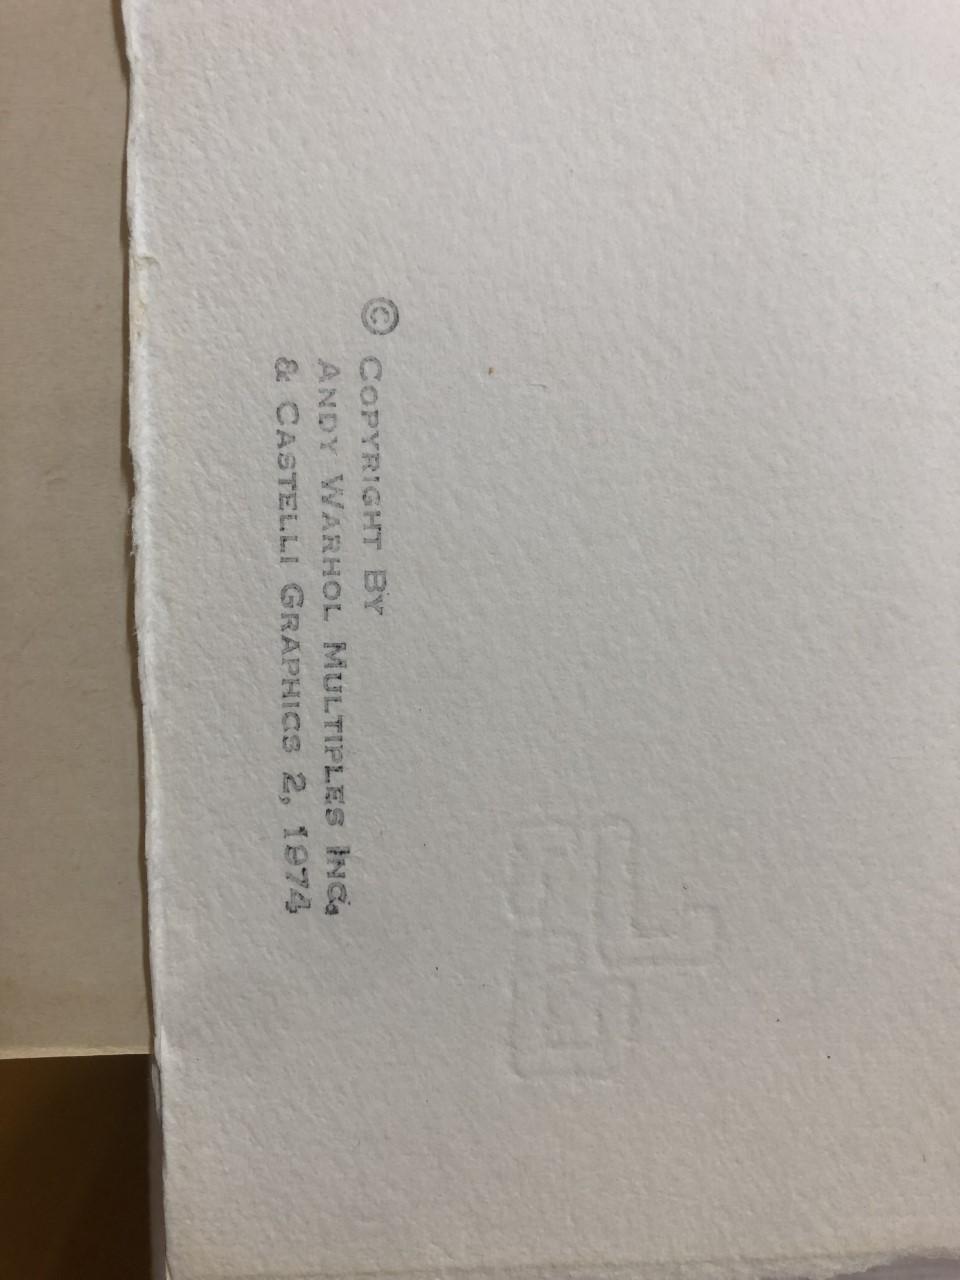 © Copyright By
Andy Warhol Multiples Inc.
& Castelli Graphics 2, 1974